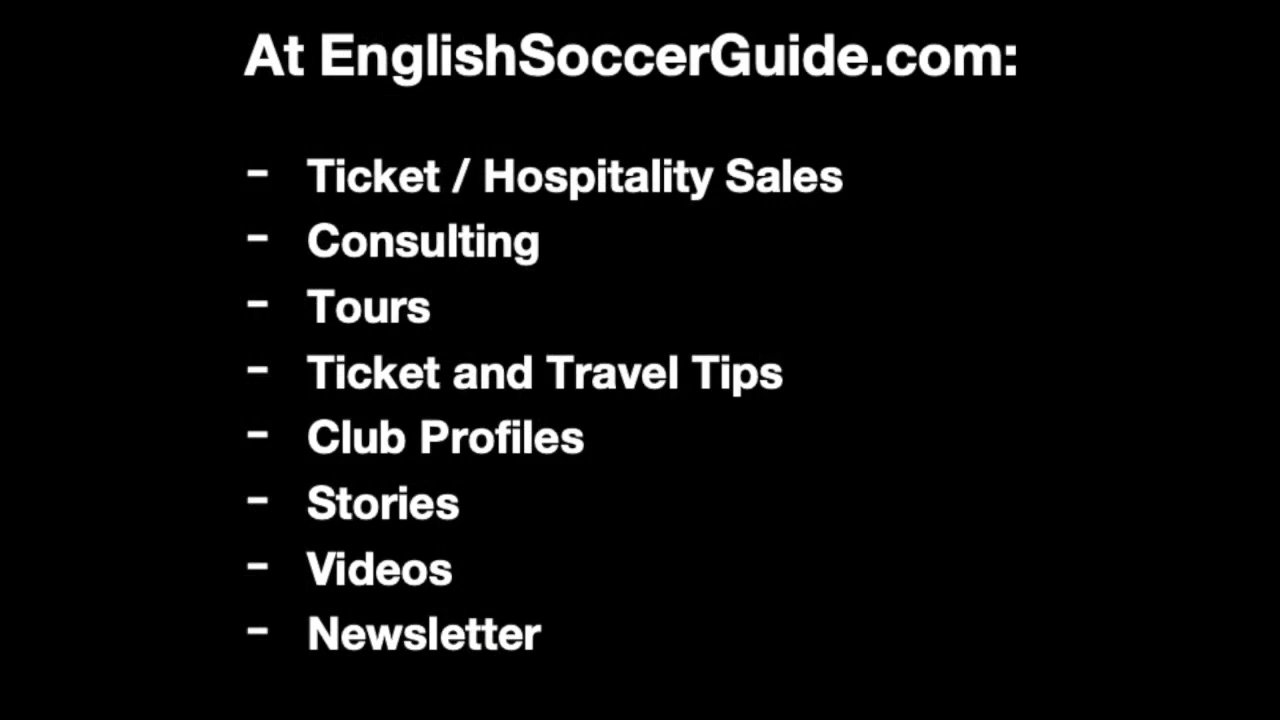 At EnglishSoccerGuide.com:
- Ticket / Hospitality Sales
- Consulting
- Tours
- Ticket and Travel Tips
- Club Profiles
- Stories
- Videos
- Newsletter